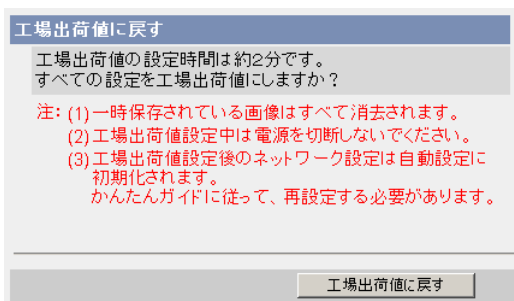 工場出荷値に戻す
工場出荷値の設定時間は約2分です。
すべての設定を工場出荷値にしますか？
注： (1) 一時保存されている画像はすべて消去されます。
(2) 工場出荷値設定中は電源を切断しないでください。
(3) 工場出荷値設定後のネットワーク設定は自動設定に
初期化されます。
かんたんガイドに従って、再設定する必要があります。
工場出荷値に戻す